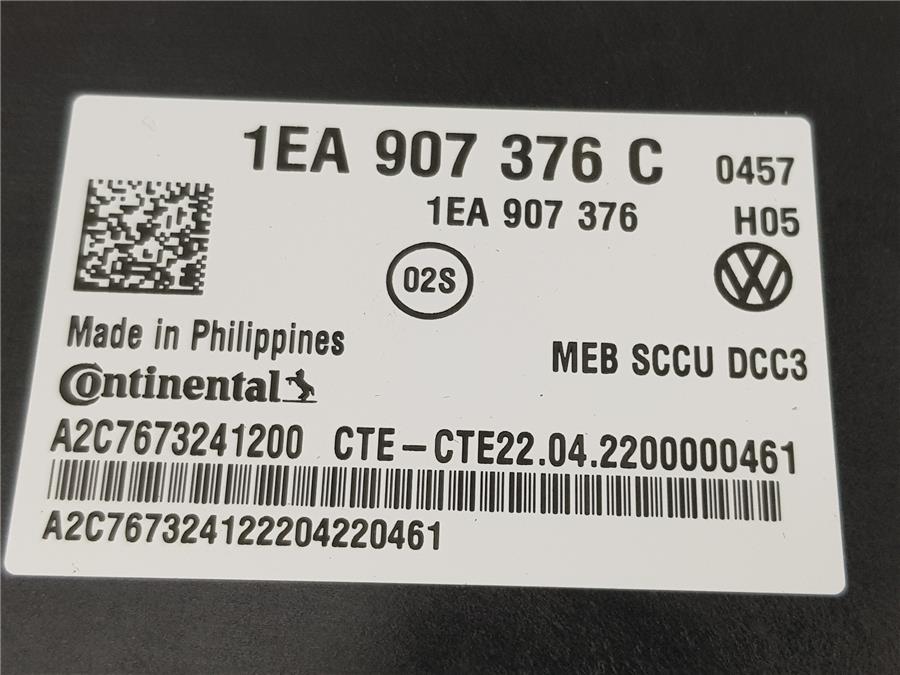 1EA 907 376 C 0457
1EA 907 376 H05
02S
Made in Philippines
MEB SCCU DCC3
Continental
A2C7673241200 CTE-CTE22.04.2200000461
A2C767324122204220461